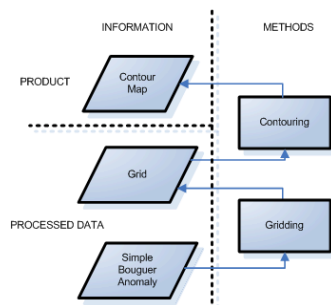 INFORMATION
METHODS
PRODUCT
Contour
Map
Contouring
Grid
Gridding
PROCESSED DATA
Simple
Bouguer
Anomaly